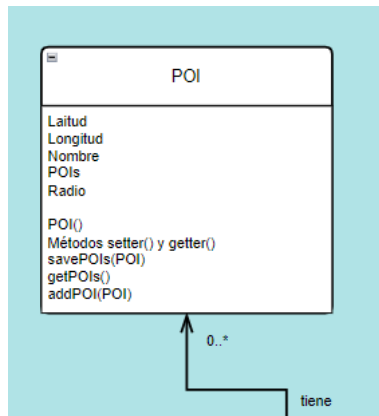 POI
Laitud
Longitud
Nombre
POIs
Radio
POI()
Métodos setter() y getter()
savePOIs(POI)
getPOIs()
addPOI(POI)
0..*
tiene